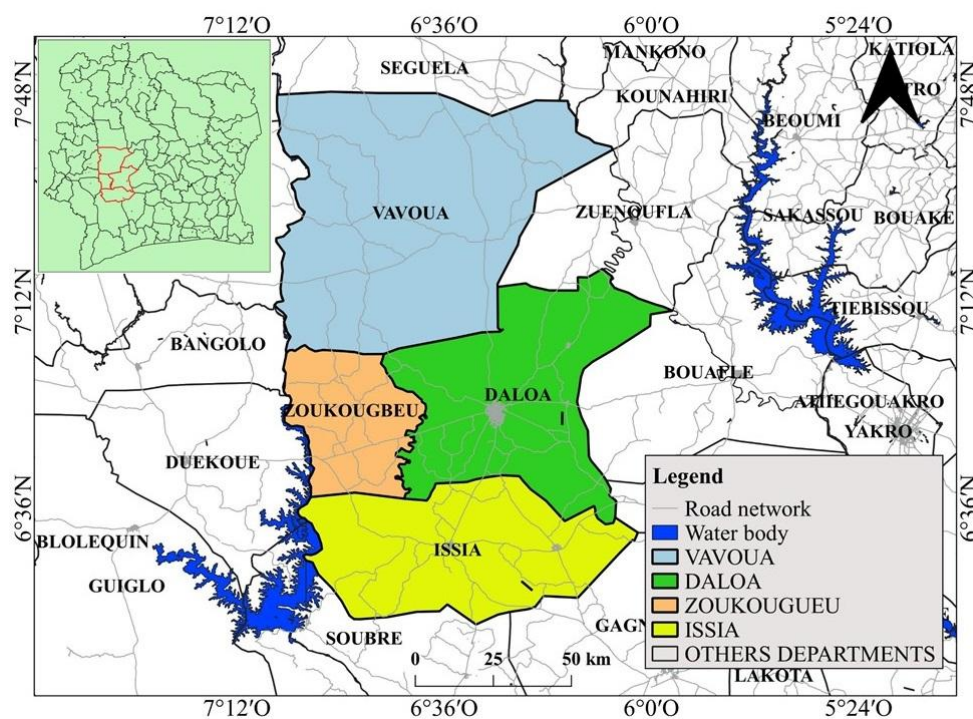 7°12′O
6°36′O
6°0′O
5°24′O
7°48′N
7°12′N
6°36′N
7°48′N
7°12′N
6°36′N
MANKONO
KATIOLA
SEGUELA
KOUNAHIRI
TRO
BEOUMI
VAVOUA
ZUENOUFLA
SAKASSOU
BOUAKE
TIEBISSOU
BANGOLO
BOUAFLE
DALOA
ZOUKOUGBEU
ATTIEGOUAKRO
YAKRO
DUEKOUE
BLOLEQUIN
ISSIA
GUIGLO
SOUBRE
GAGN
LAKOTA
Legend
Road network
Water body
VAVOUA
DALOA
ZOUKOUGUEU
ISSIA
OTHERS DEPARTMENTS
0 25 50 km
7°12′O
6°36′O
6°0′O
5°24′O